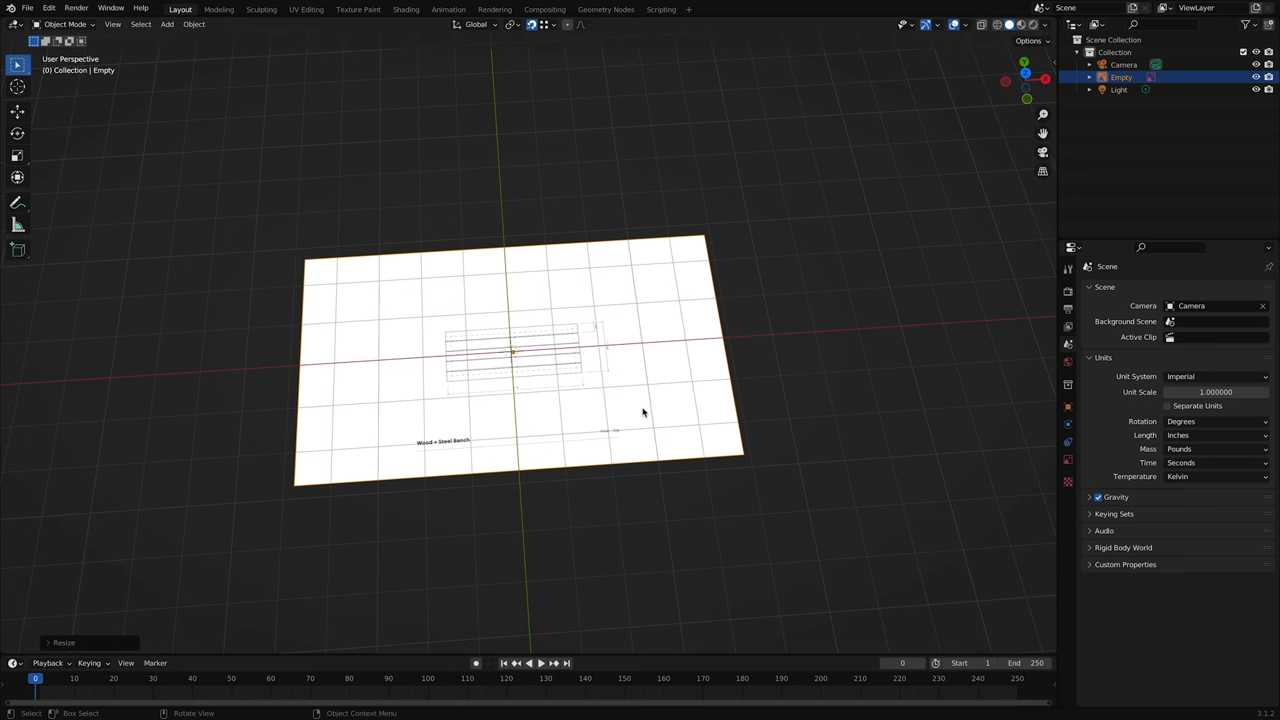 File Edit Render Window Help Layout Modeling Sculpting UV Editing Texture Paint Shading Animation Rendering Compositing Geometry Nodes Scripting + Scene ViewLayer
Object Mode View Select Add Object Global
Options
User Perspective
(0) Collection | Empty
Scene Collection
Collection
Camera
Empty
Light
X
Y
Z
Scene
Scene
Camera Camera
Background Scene
Active Clip
Units
Unit System Imperial
Unit Scale 1.000000
Separate Units
Rotation Degrees
Length Inches
Mass Pounds
Time Seconds
Temperature Kelvin
Gravity
Keying Sets
Audio
Rigid Body World
Custom Properties
Wood + Steel Bench
Resize
Playback Keying View Marker 0 Start 1 End 250
0 10 20 30 40 50 60 70 80 90 100 110 120 130 140 150 160 170 180 190 200 210 220 230 240 250
Select Box Select Rotate View Object Context Menu 3.1.2